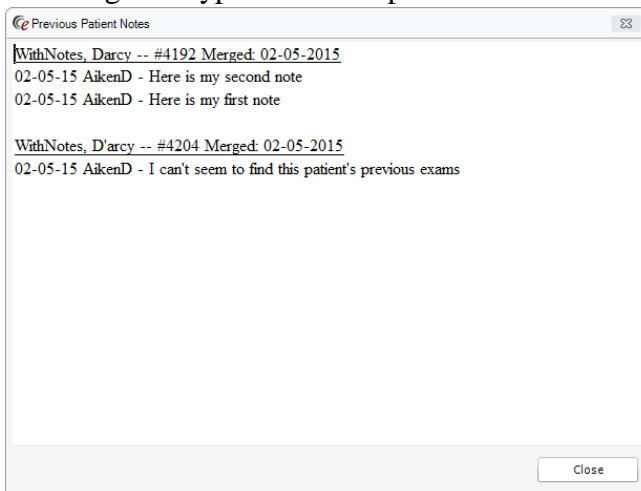 Previous Patient Notes
WithNotes, Darcy -- #4192 Merged: 02-05-2015
02-05-15 AikenD - Here is my second note
02-05-15 AikenD - Here is my first note
WithNotes, D'arcy -- #4204 Merged: 02-05-2015
02-05-15 AikenD - I can't seem to find this patient's previous exams
Close